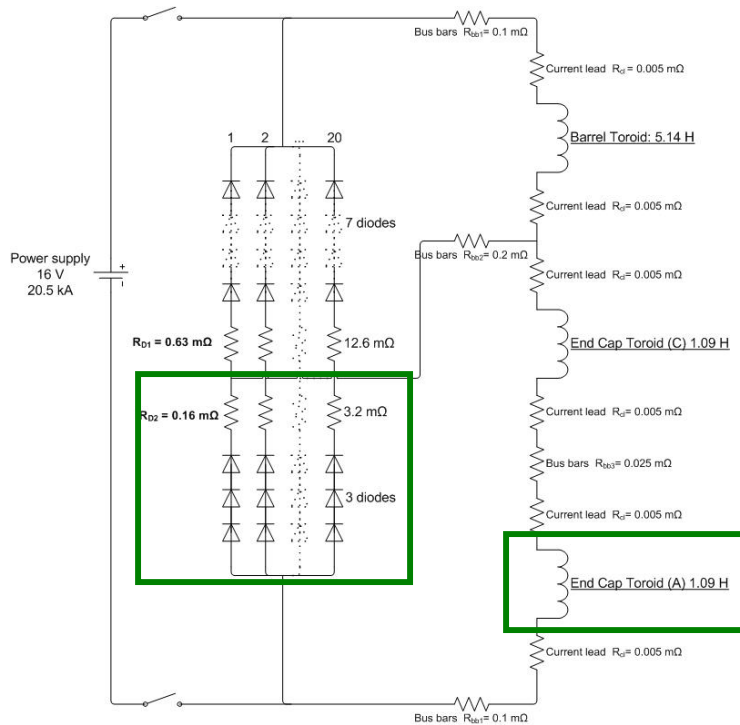 Bus bars R_bb1= 0.1 mΩ
Current lead R_cl = 0.005 mΩ
1 2 ... 20
Barrel Toroid: 5.14 H
7 diodes
Current lead R_cl= 0.005 mΩ
Bus bars R_bb2= 0.2 mΩ
Power supply
16 V
20.5 kA
+
-
Current lead R_cl= 0.005 mΩ
R_D1 = 0.63 mΩ
12.6 mΩ
End Cap Toroid (C) 1.09 H
R_D2 = 0.16 mΩ
3.2 mΩ
Current lead R_cl= 0.005 mΩ
Bus bars R_bb3= 0.025 mΩ
3 diodes
Current lead R_cl= 0.005 mΩ
End Cap Toroid (A) 1.09 H
Current lead R_cl= 0.005 mΩ
Bus bars R_bb1= 0.1 mΩ